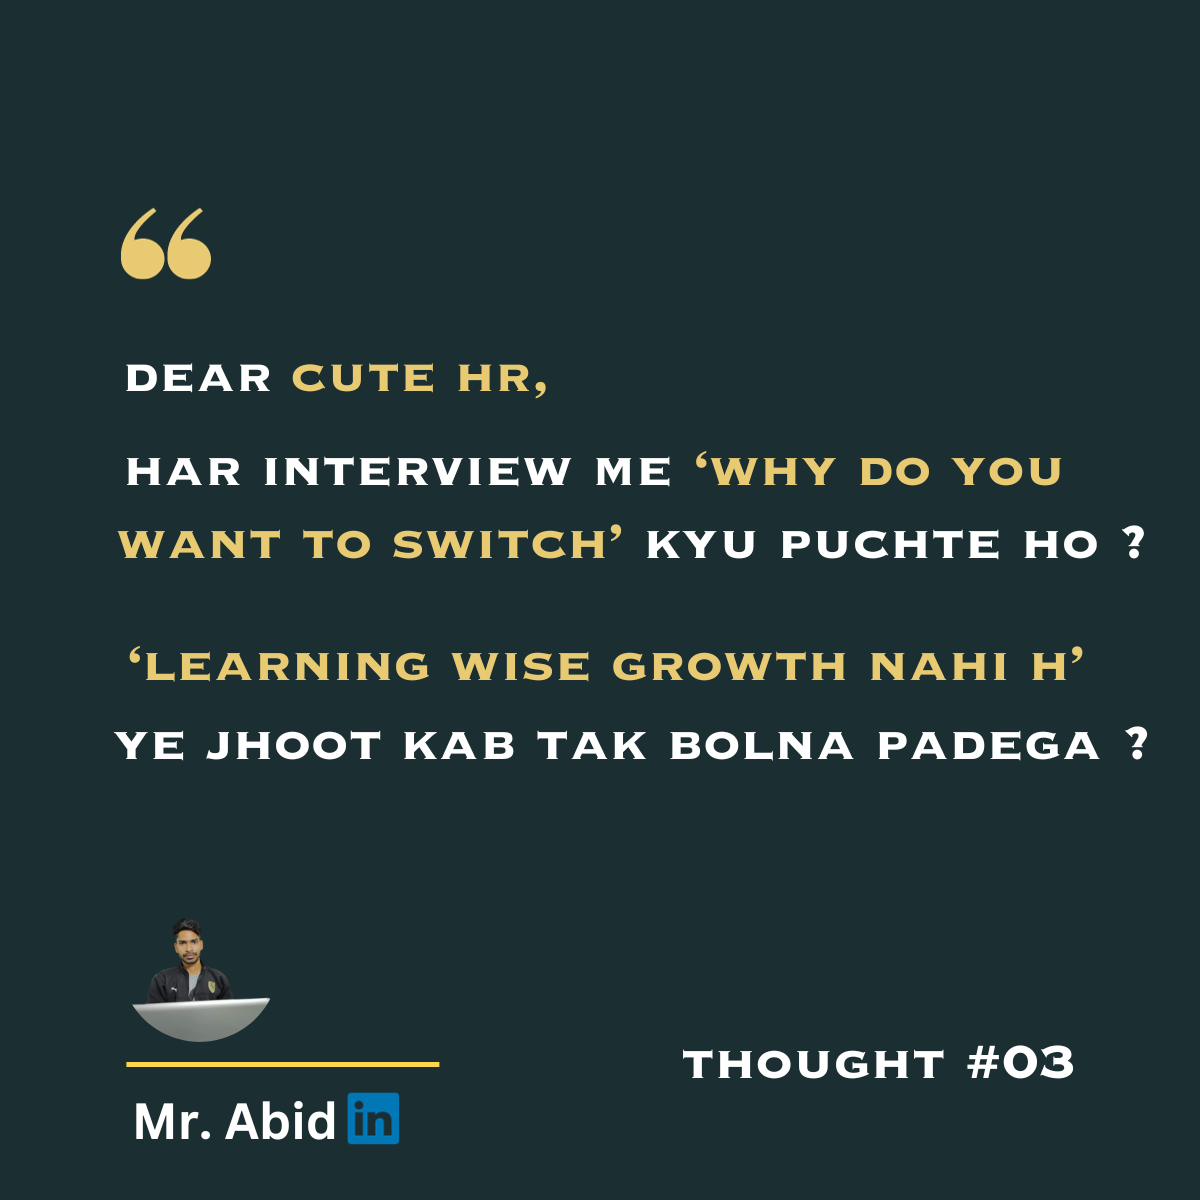 “
DEAR CUTE HR,
HAR INTERVIEW ME ‘WHY DO YOU
WANT TO SWITCH’ KYU PUCHTE HO ?
‘LEARNING WISE GROWTH NAHI H’
YE JHOOT KAB TAK BOLNA PADEGA ?
THOUGHT #03
Mr. Abid in